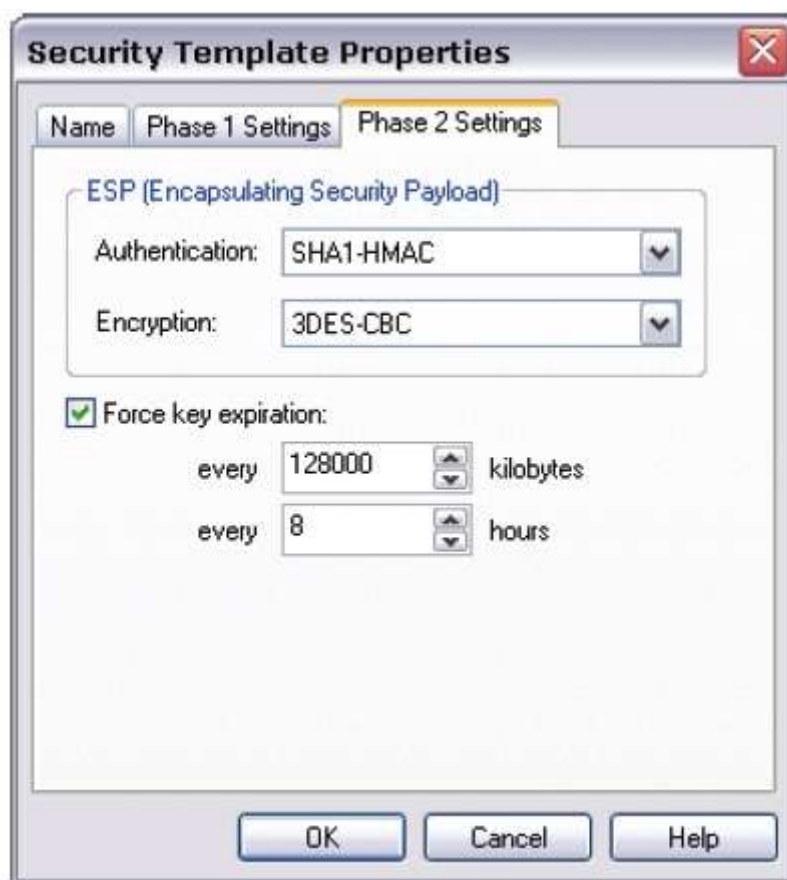 Security Template Properties
Name Phase 1 Settings Phase 2 Settings
ESP (Encapsulating Security Payload)
Authentication: SHA1-HMAC
Encryption: 3DES-CBC
Force key expiration:
every 128000 kilobytes
every 8 hours
OK Cancel Help